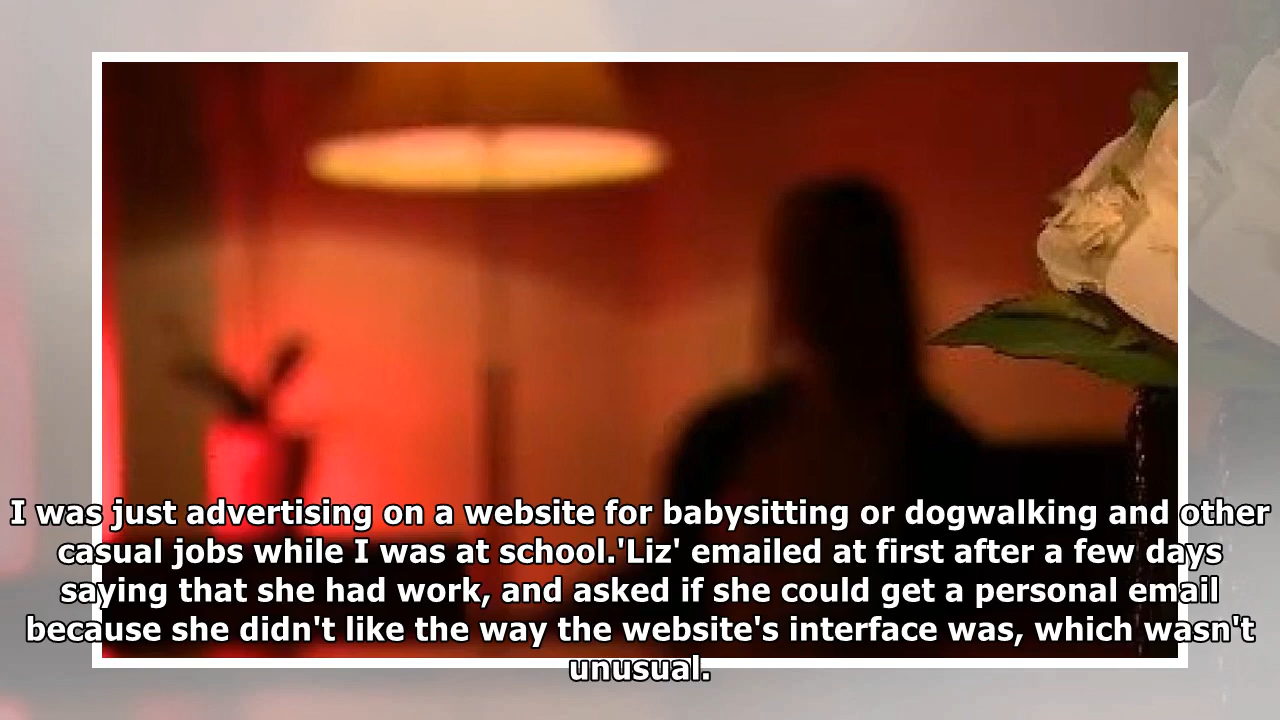 I was just advertising on a website for babysitting or dogwalking and other
casual jobs while I was at school.'Liz' emailed at first after a few days
saying that she had work, and asked if she could get a personal email
because she didn't like the way the website's interface was, which wasn't
unusual.